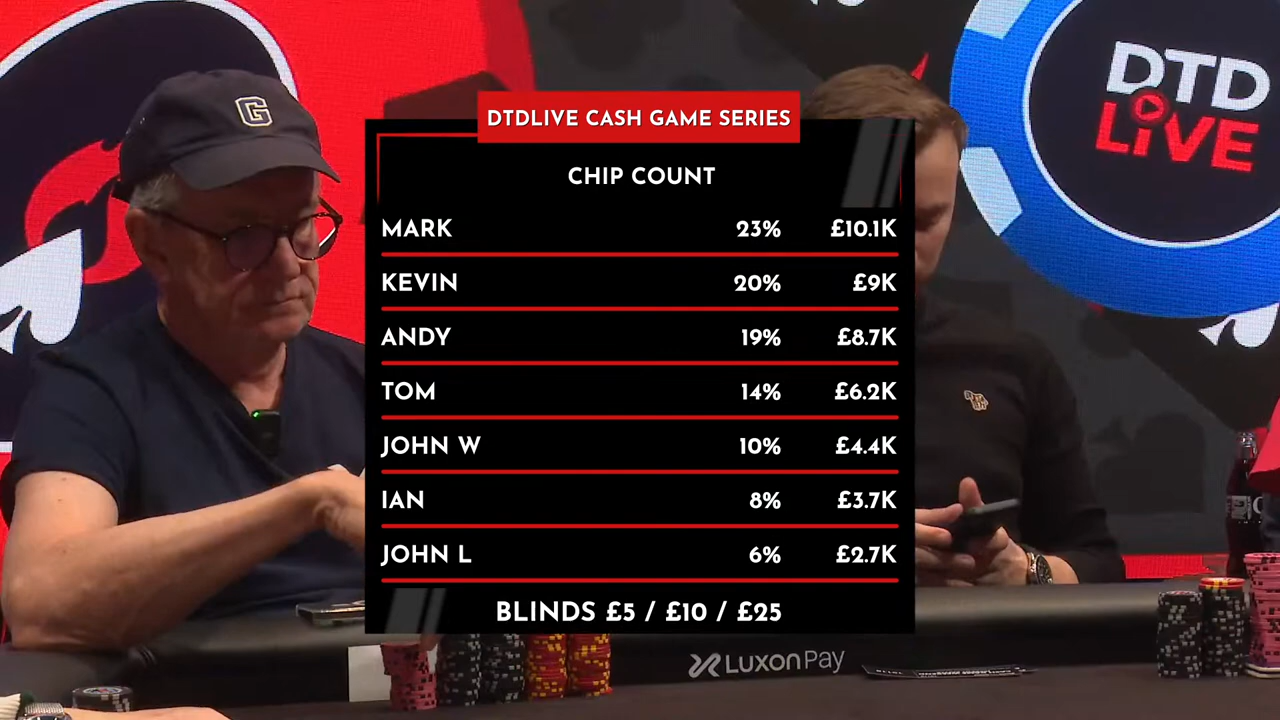 DTDLIVE CASH GAME SERIES
CHIP COUNT
MARK 23% £10.1K
KEVIN 20% £9K
ANDY 19% £8.7K
TOM 14% £6.2K
JOHN W 10% £4.4K
IAN 8% £3.7K
JOHN L 6% £2.7K
BLINDS £5 / £10 / £25
G
DTD
LiVE
LUXON Pay